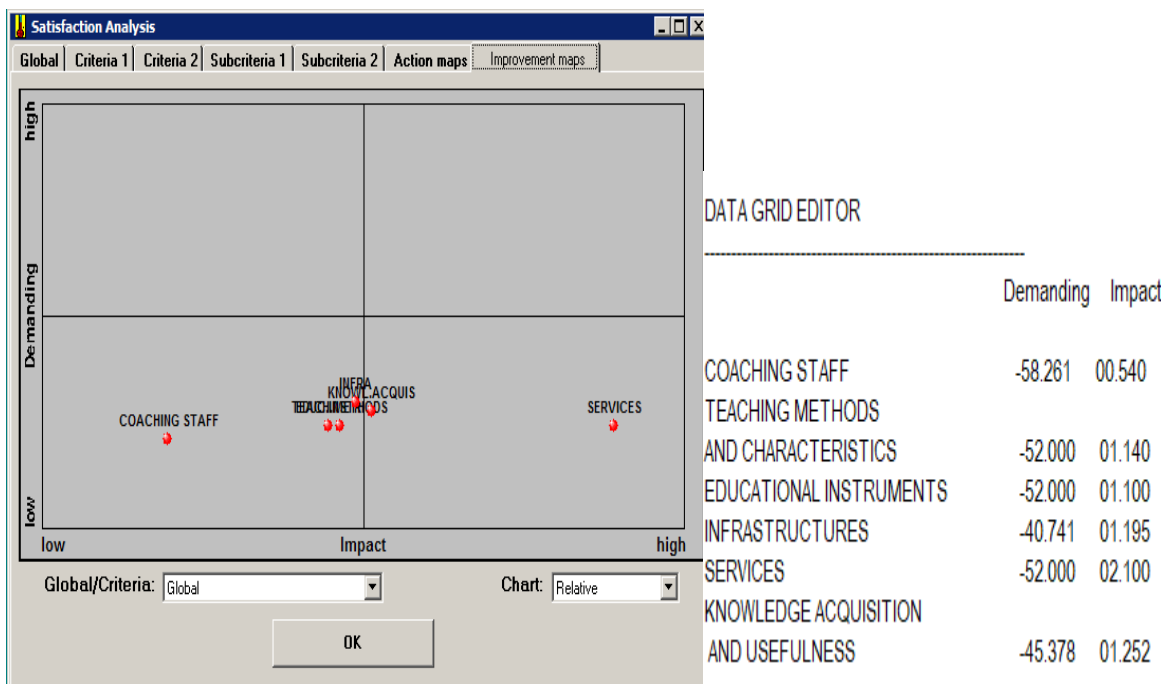 Satisfaction Analysis
Global Criteria 1 Criteria 2 Subcriteria 1 Subcriteria 2 Action maps Improvement maps
high
Demanding
low
INFRA
KNOWL.ACQUIS
SERVICES
COACHING STAFF
low Impact high
Global/Criteria: Global Chart: Relative
OK
DATA GRID EDITOR
------------------------------------------------------------
Demanding Impact
COACHING STAFF -58.261 00.540
TEACHING METHODS
AND CHARACTERISTICS -52.000 01.140
EDUCATIONAL INSTRUMENTS -52.000 01.100
INFRASTRUCTURES -40.741 01.195
SERVICES -52.000 02.100
KNOWLEDGE ACQUISITION
AND USEFULNESS -45.378 01.252